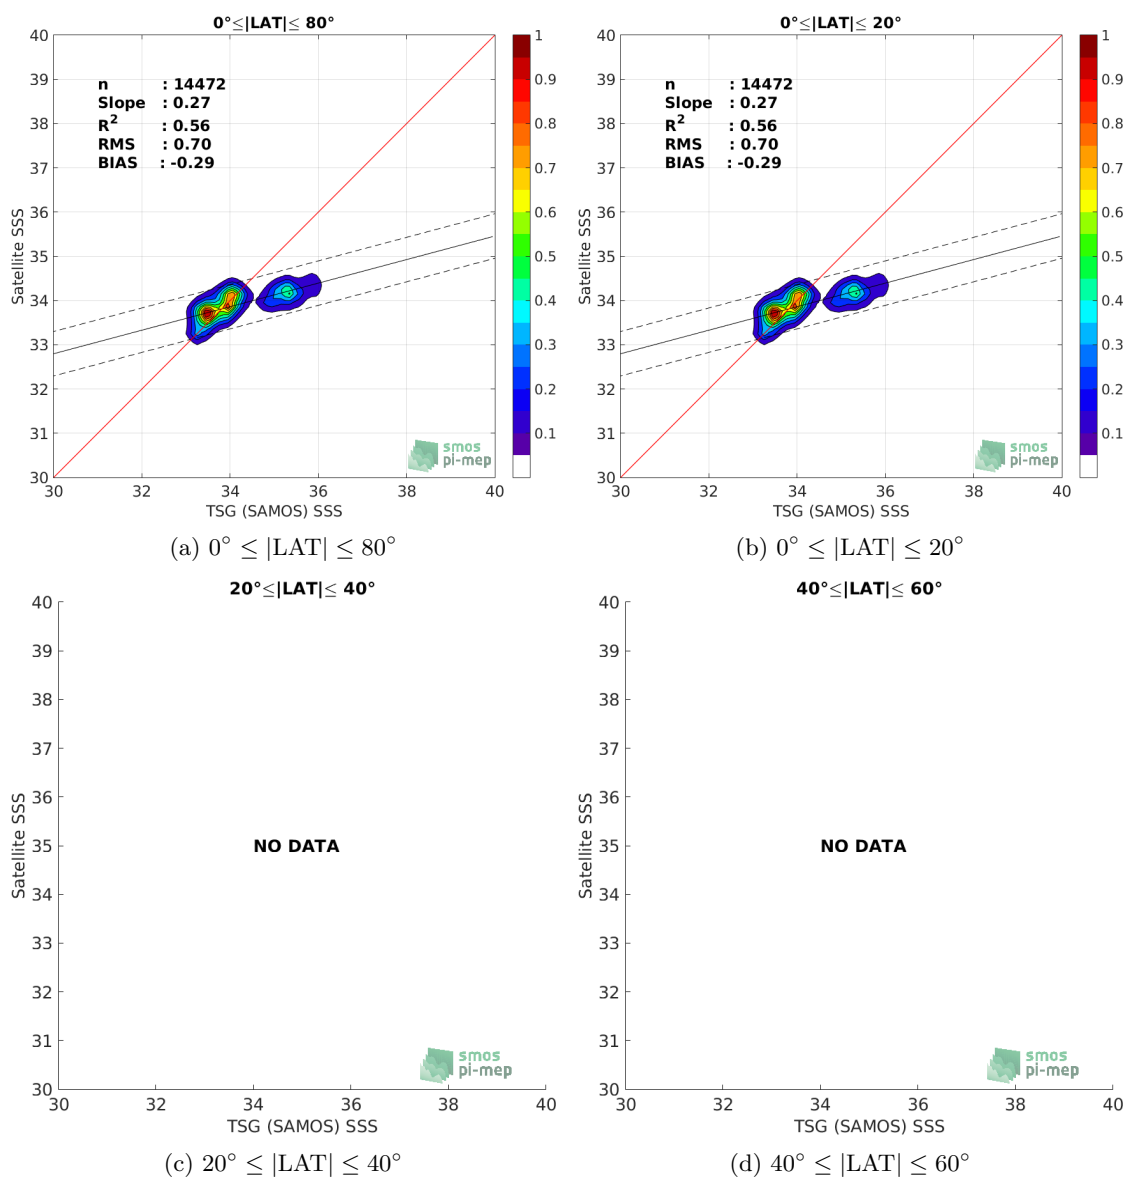 0°≤|LAT|≤ 80°
40
39
38
37
36
35
34
33
32
31
30
Satellite SSS
n : 14472
Slope : 0.27
R² : 0.56
RMS : 0.70
BIAS : -0.29
smos
pi-mep
30 32 34 36 38 40
TSG (SAMOS) SSS
1
0.9
0.8
0.7
0.6
0.5
0.4
0.3
0.2
0.1
(a) 0° ≤ |LAT| ≤ 80°
0°≤|LAT|≤ 20°
40
39
38
37
36
35
34
33
32
31
30
Satellite SSS
n : 14472
Slope : 0.27
R² : 0.56
RMS : 0.70
BIAS : -0.29
smos
pi-mep
30 32 34 36 38 40
TSG (SAMOS) SSS
1
0.9
0.8
0.7
0.6
0.5
0.4
0.3
0.2
0.1
(b) 0° ≤ |LAT| ≤ 20°
20°≤|LAT|≤ 40°
40
39
38
37
36
35
34
33
32
31
30
Satellite SSS
NO DATA
smos
pi-mep
30 32 34 36 38 40
TSG (SAMOS) SSS
(c) 20° ≤ |LAT| ≤ 40°
40°≤|LAT|≤ 60°
40
39
38
37
36
35
34
33
32
31
30
Satellite SSS
NO DATA
smos
pi-mep
30 32 34 36 38 40
TSG (SAMOS) SSS
(d) 40° ≤ |LAT| ≤ 60°